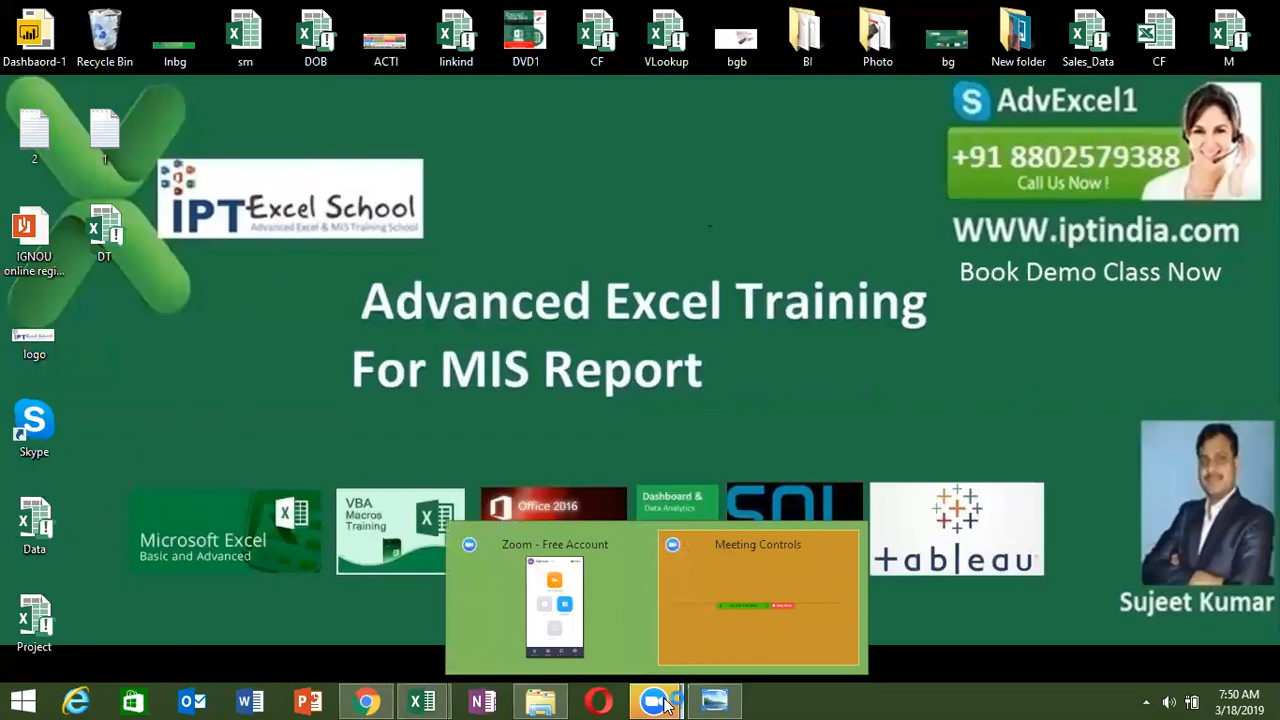 Dashbaord-1
Recycle Bin
Inbg
sm
DOB
ACTI
linkind
DVD1
CF
VLookup
bgb
BI
Photo
bg
New folder
Sales_Data
CF
M
2
1
IPT Excel School
Advanced Excel & MIS Training School
AdvExcel1
+91 8802579388
Call Us Now !
WWW.iptindia.com
Book Demo Class Now
IGNOU
online regi...
DT
Advanced Excel Training
For MIS Report
logo
Skype
Data
Project
Microsoft Excel
Basic and Advanced
VBA
Macros
Training
Office 2016
Dashboard &
Data Analytics
SQL
tableau
Sujeet Kumar
Zoom - Free Account
Meeting Controls
7:50 AM
3/18/2019